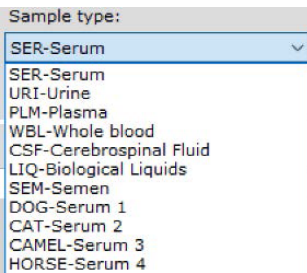 Sample type:
SER-Serum
SER-Serum
URI-Urine
PLM-Plasma
WBL-Whole blood
CSF-Cerebrospinal Fluid
LIQ-Biological Liquids
SEM-Semen
DOG-Serum 1
CAT-Serum 2
CAMEL-Serum 3
HORSE-Serum 4